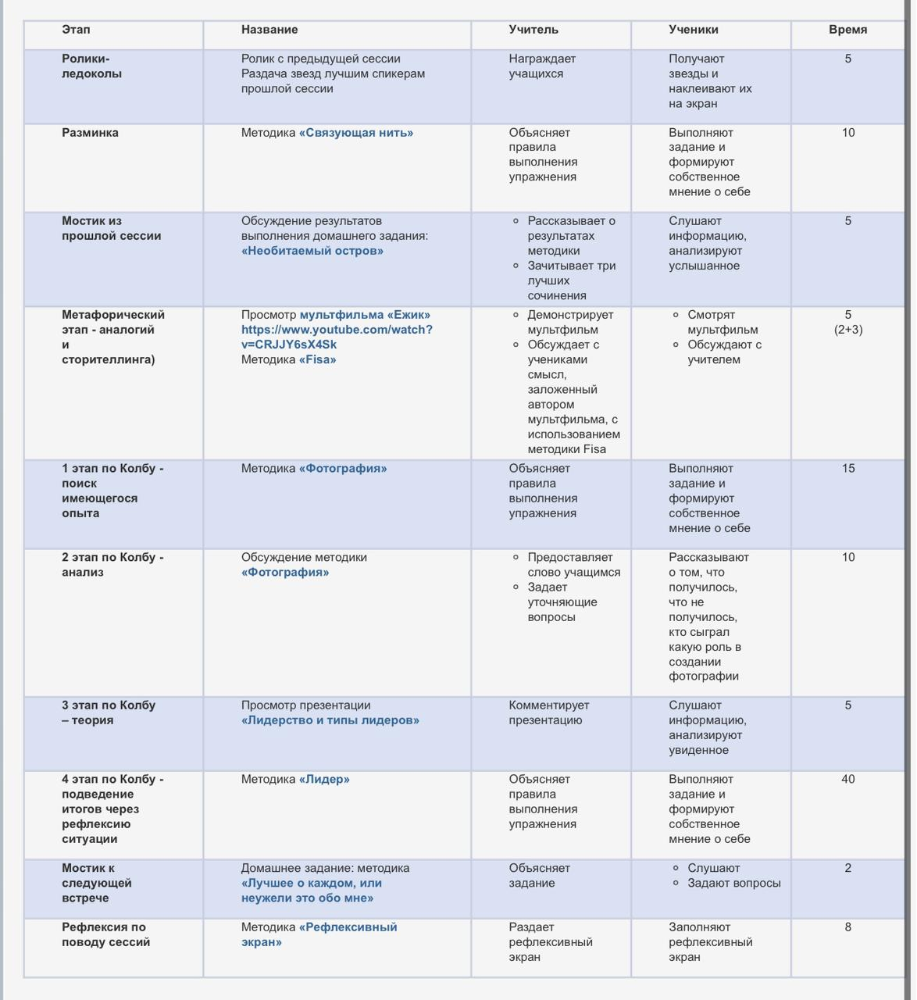 Этап
Название
Учитель
Ученики
Время
Ролики-
ледоколы
Ролик с предыдущей сессии
Раздача звезд лучшим спикерам
прошлой сессии
Награждает
учащихся
Получают
звезды и
наклеивают их
на экран
5
Разминка
Методика «Связующая нить»
Объясняет
правила
выполнения
упражнения
Выполняют
задание и
формируют
собственное
мнение о себе
10
Мостик из
прошлой сессии
Обсуждение результатов
выполнения домашнего задания:
«Необитаемый остров»
Рассказывает о
результатах
методики
Зачитывает три
лучших
сочинения
Слушают
информацию,
анализируют
услышанное
5
Метафорический
этап - аналогий
и
сторителлинга)
Просмотр мультфильма «Ежик»
https://www.youtube.com/watch?
v=CRJJY6sX4Sk
Методика «Fisa»
Демонстрирует
мультфильм
Обсуждает с
учениками
смысл,
заложенный
автором
мультфильма, с
использованием
методики Fisa
Смотрят
мультфильм
Обсуждают с
учителем
5
(2+3)
1 этап по Колбу -
поиск
имеющегося
опыта
Методика «Фотография»
Объясняет
правила
выполнения
упражнения
Выполняют
задание и
формируют
собственное
мнение о себе
15
2 этап по Колбу -
анализ
Обсуждение методики
«Фотография»
Предоставляет
слово учащимся
Задает
уточняющие
вопросы
Рассказывают
о том, что
получилось,
что не
получилось,
кто сыграл
какую роль в
создании
фотографии
10
3 этап по Колбу
– теория
Просмотр презентации
«Лидерство и типы лидеров»
Комментирует
презентацию
Слушают
информацию,
анализируют
увиденное
5
4 этап по Колбу -
подведение
итогов через
рефлексию
ситуации
Методика «Лидер»
Объясняет
правила
выполнения
упражнения
Выполняют
задание и
формируют
собственное
мнение о себе
40
Мостик к
следующей
встрече
Домашнее задание: методика
«Лучшее о каждом, или
неужели это обо мне»
Объясняет
задание
Слушают
Задают вопросы
2
Рефлексия по
поводу сессий
Методика «Рефлексивный
экран»
Раздает
рефлексивный
экран
Заполняют
рефлексивный
экран
8